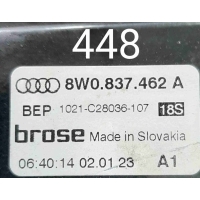 448
8W0.837.462 A
BEP 1021-C28036-107 18S
brose Made in Slovakia
06:40:14 02.01.23 A1